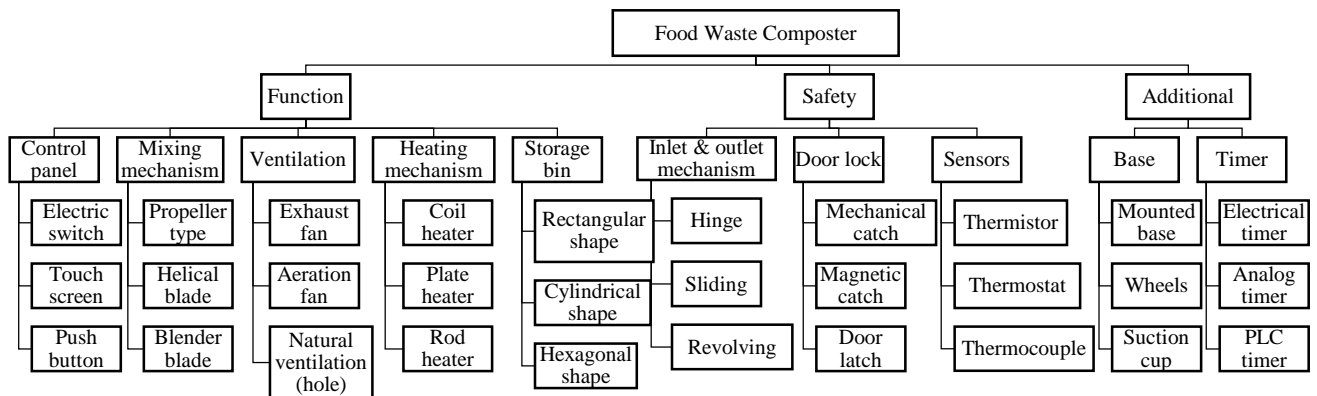 Food Waste Composter
Function
Safety
Additional
Control
panel
Mixing
mechanism
Ventilation
Heating
mechanism
Storage
bin
Inlet & outlet
mechanism
Door lock
Sensors
Base
Timer
Electric
switch
Touch
screen
Push
button
Propeller
type
Helical
blade
Blender
blade
Exhaust
fan
Aeration
fan
Natural
ventilation
(hole)
Coil
heater
Plate
heater
Rod
heater
Rectangular
shape
Cylindrical
shape
Hexagonal
shape
Hinge
Sliding
Revolving
Mechanical
catch
Magnetic
catch
Door
latch
Thermistor
Thermostat
Thermocouple
Mounted
base
Wheels
Suction
cup
Electrical
timer
Analog
timer
PLC
timer